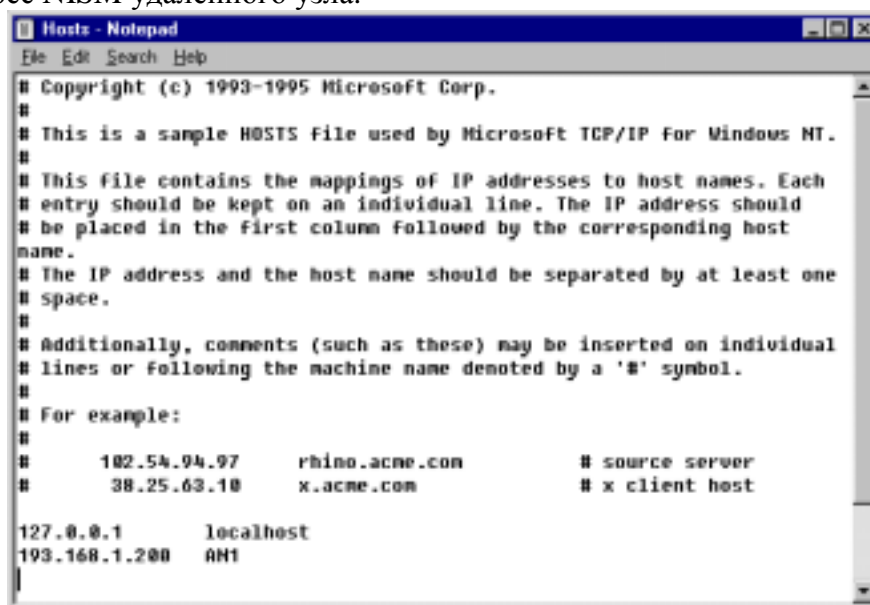 NISM удаленного узла.
Hosts - Notepad
File Edit Search Help
# Copyright (c) 1993-1995 Microsoft Corp.
#
# This is a sample HOSTS file used by Microsoft TCP/IP for Windows NT.
#
# This file contains the mappings of IP addresses to host names. Each
# entry should be kept on an individual line. The IP address should
# be placed in the first column followed by the corresponding host
name.
# The IP address and the host name should be separated by at least one
# space.
#
# Additionally, comments (such as these) may be inserted on individual
# lines or following the machine name denoted by a '#' symbol.
#
# For example:
#
# 102.54.94.97 rhino.acme.com # source server
# 38.25.63.10 x.acme.com # x client host
127.0.0.1 localhost
193.168.1.200 AN1